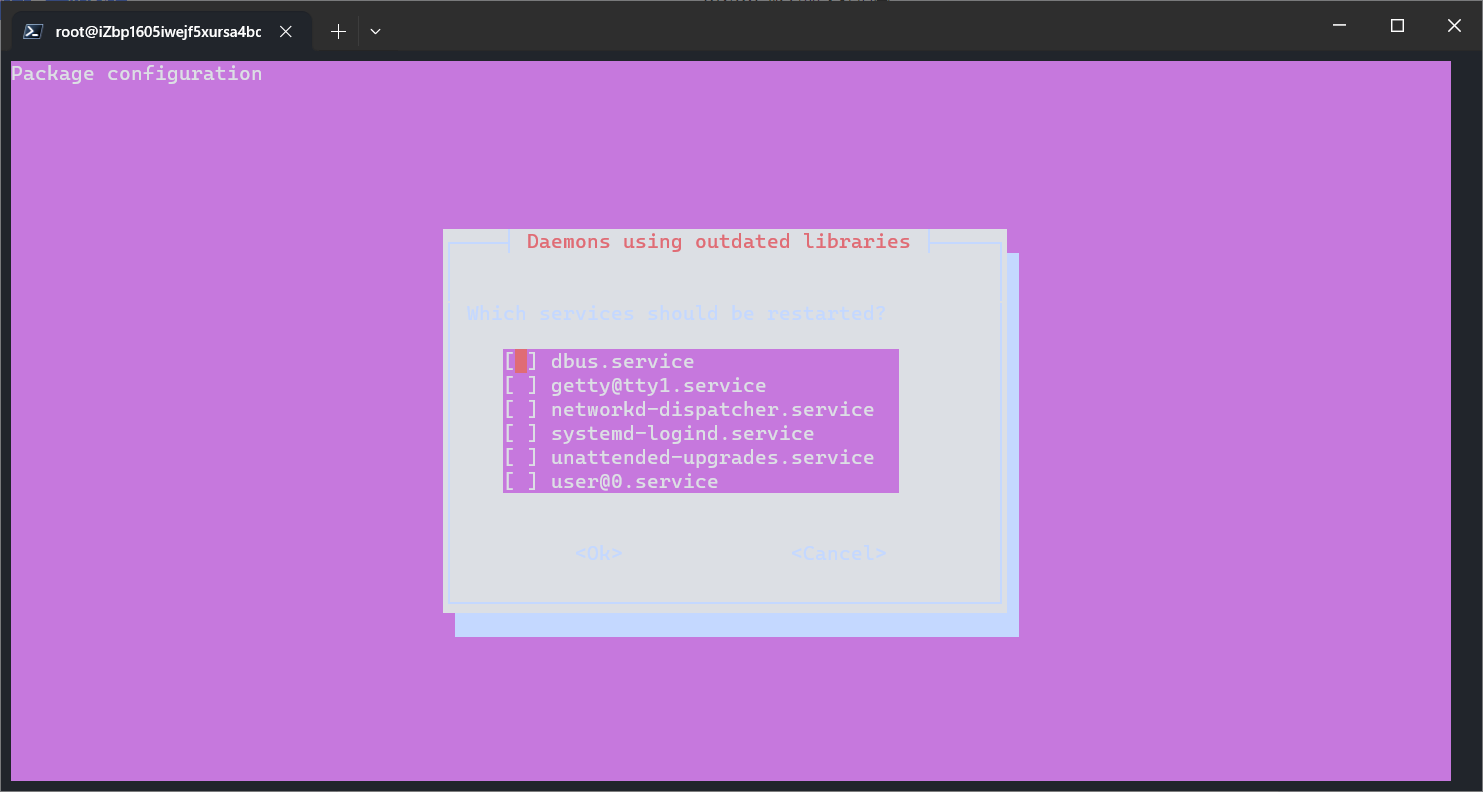 root@iZbp1605iwejf5xursa4bc
Package configuration
Daemons using outdated libraries
Which services should be restarted?
[ ] dbus.service
[ ] getty@tty1.service
[ ] networkd-dispatcher.service
[ ] systemd-logind.service
[ ] unattended-upgrades.service
[ ] user@0.service
<Ok> <Cancel>